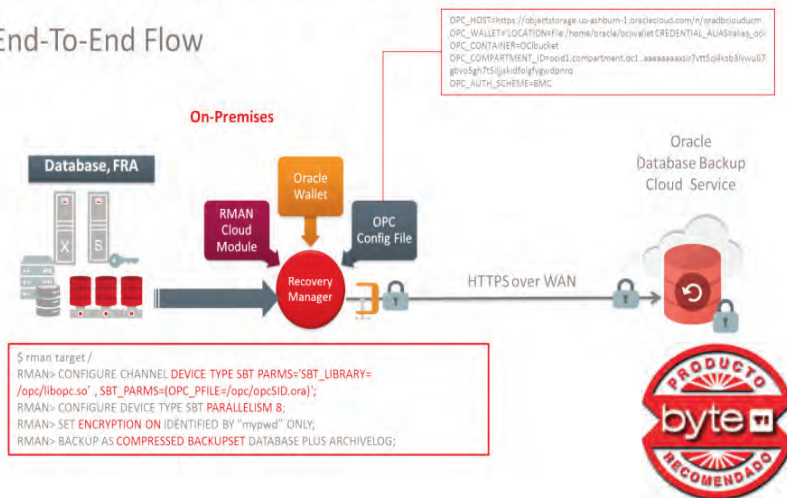 End-To-End Flow
OPC_HOST=https://objectstorage.us-ashburn-1.oraclecloud.com/n/oradbclouducm
OPC_WALLET='LOCATION=file:/home/oracle/ociwallet CREDENTIAL_ALIAS=alias_oci
OPC_CONTAINER=OCIbucket
OPC_AUTH_SCHEME=BMC
On-Premises
Database, FRA
X S
RMAN
Cloud
Module
Oracle
Wallet
OPC
Config File
Recovery
Manager
HTTPS over WAN
Oracle
Database Backup
Cloud Service
$ rman target /
RMAN> CONFIGURE CHANNEL DEVICE TYPE SBT PARMS='SBT_LIBRARY=
/opc/libopc.so' , SBT_PARMS=(OPC_PFILE=/opc/opcSID.ora)';
RMAN> CONFIGURE DEVICE TYPE SBT PARALLELISM 8;
RMAN> SET ENCRYPTION ON IDENTIFIED BY "mypwd" ONLY;
RMAN> BACKUP AS COMPRESSED BACKUPSET DATABASE PLUS ARCHIVELOG;
PRODUCTO
byte TI
RECOMENDADO